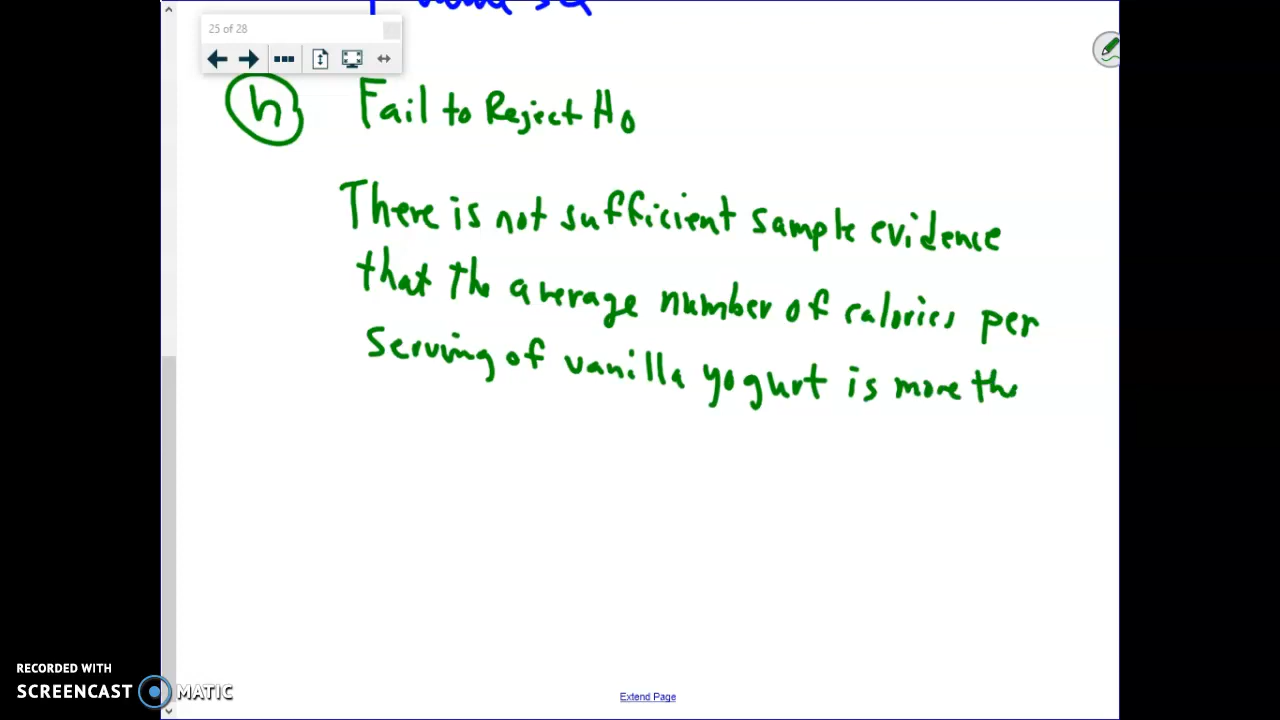 25 of 28
h Fail to Reject H0
There is not sufficient sample evidence
that the average number of calories per
serving of vanilla yogurt is more tha
Extend Page
RECORDED WITH
SCREENCAST MATIC